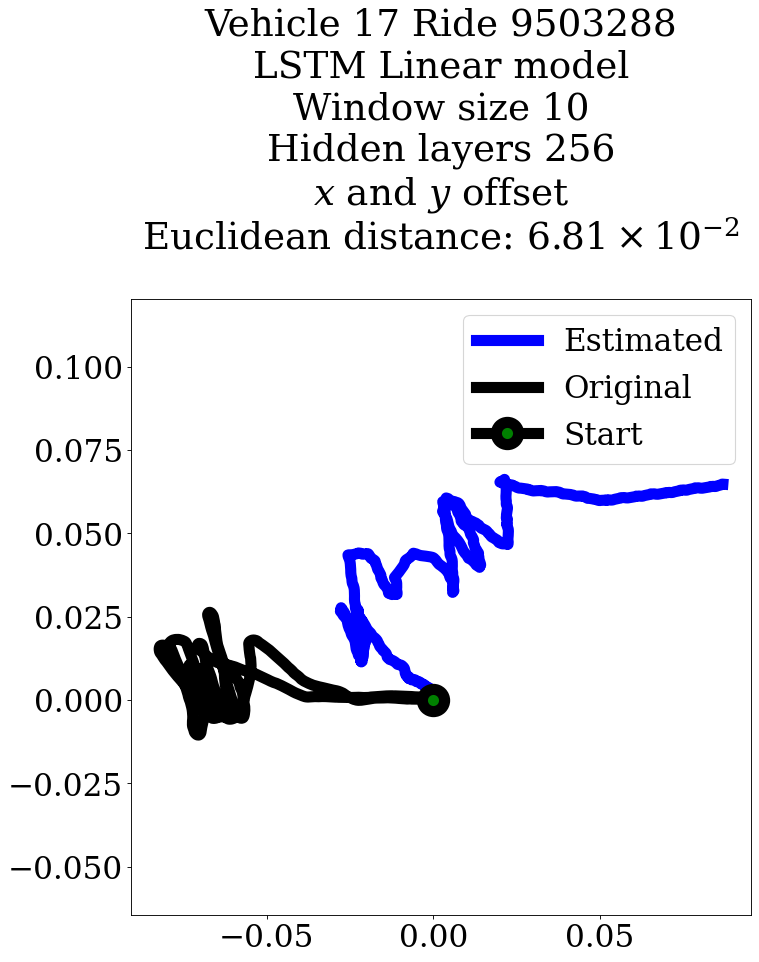 Vehicle 17 Ride 9503288
LSTM Linear model
Window size 10
Hidden layers 256
x and y offset
Euclidean distance: 6.81 × 10⁻²
Estimated
Original
Start
0.100
0.075
0.050
0.025
0.000
−0.025
−0.050
−0.05 0.00 0.05